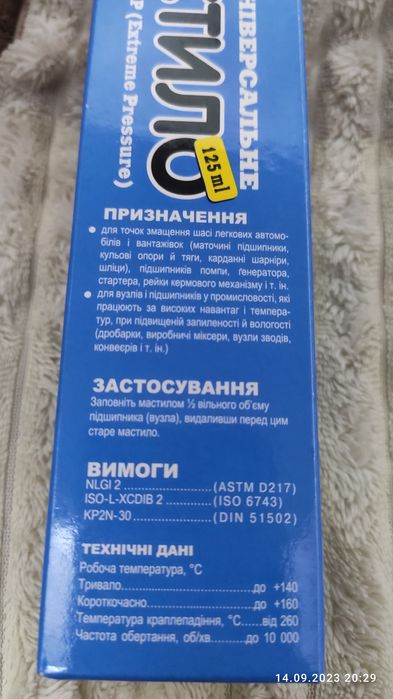 НІВЕРСАЛЬНЕ
СТИЛО
P (Extreme Pressure)
125 ml
ПРИЗНАЧЕННЯ
• для точок змащення шасі легкових автомо-
білів і вантажівок (маточині підшипники,
кульові опори й тяги, карданні шарніри,
шліци), підшипників помпи, ґенератора,
стартера, рейки кермового механізму і т. ін.
• для вузлів і підшипників у промисловості, які
працюють за високих навантаг і темпера-
тур, при підвищеній запиленості й вологості
(дробарки, виробничі міксери, вузли зводів,
конвеєрів і т. ін.)
ЗАСТОСУВАННЯ
Заповніть мастилом ½ вільного об'єму
підшипника (вузла), видаливши перед цим
старе мастило.
ВИМОГИ
NLGI 2 (ASTM D217)
ISO-L-XCDIB 2 (ISO 6743)
KP2N-30 (DIN 51502)
ТЕХНІЧНІ ДАНІ
Робоча температура, °C
Тривало до +140
Короткочасно до +160
Температура краплепадіння, °C від 260
Частота обертання, об/хв до 10 000
14.09.2023 20:29